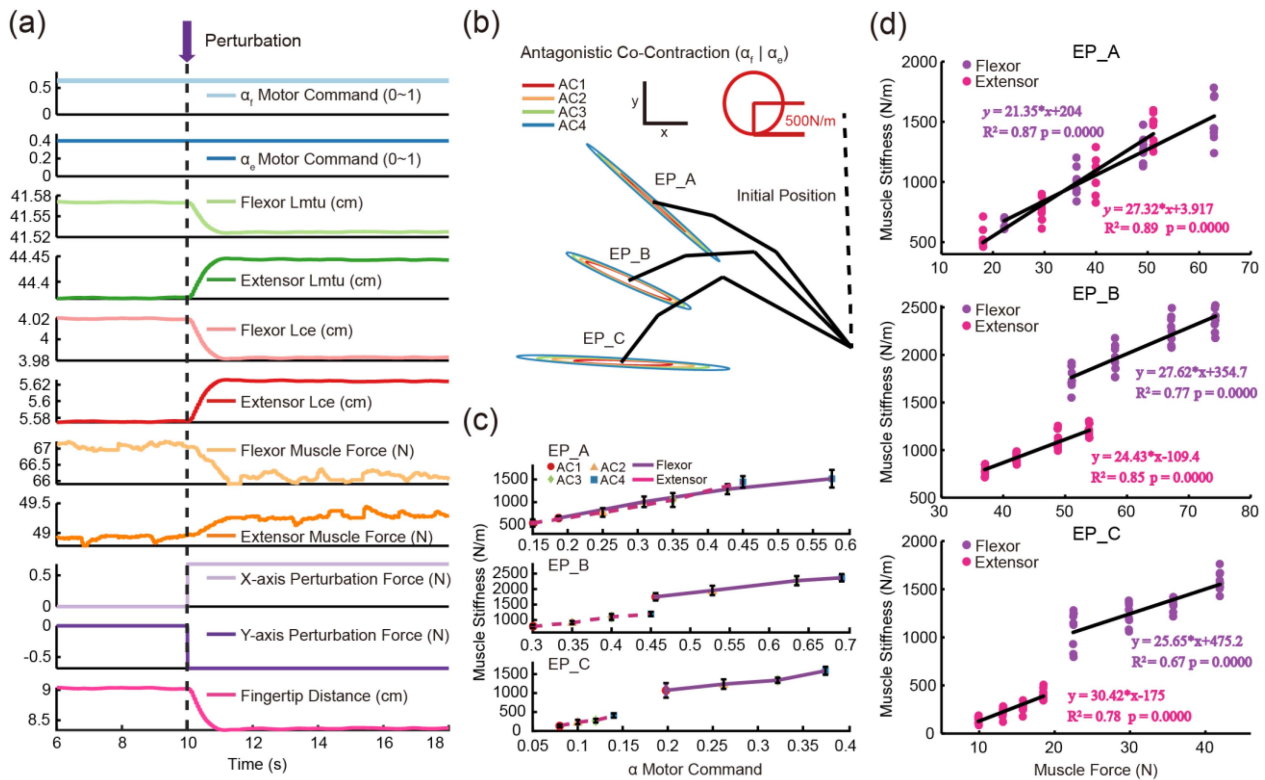 (a)
Perturbation
0.5
0
αf Motor Command (0~1)
0.4
0.2
0
αe Motor Command (0~1)
41.58
41.55
41.52
Flexor Lmtu (cm)
44.45
44.4
Extensor Lmtu (cm)
4.02
4
3.98
Flexor Lce (cm)
5.62
5.6
5.58
Extensor Lce (cm)
67
66.5
66
Flexor Muscle Force (N)
49.5
49
Extensor Muscle Force (N)
0.5
0
X-axis Perturbation Force (N)
0
-0.5
Y-axis Perturbation Force (N)
9
8.5
Fingertip Distance (cm)
6 8 10 12 14 16 18
Time (s)
(b)
Antagonistic Co-Contraction (αf | αe)
AC1
AC2
AC3
AC4
y
x
500N/m
EP_A
Initial Position
EP_B
EP_C
(c)
EP_A
AC1 AC2 Flexor
AC3 AC4 Extensor
1500
1000
500
0.15 0.2 0.25 0.3 0.35 0.4 0.45 0.5 0.55 0.6
EP_B
2000
1500
1000
0.3 0.35 0.4 0.45 0.5 0.55 0.6 0.65 0.7
EP_C
1500
1000
500
0
0.05 0.1 0.15 0.2 0.25 0.3 0.35 0.4
Muscle Stiffness (N/m)
α Motor Command
(d)
EP_A
Flexor
Extensor
2000
1500
1000
500
y = 21.35*x+204
R² = 0.87 p = 0.0000
y = 27.32*x+3.917
R² = 0.89 p = 0.0000
10 20 30 40 50 60 70
Muscle Stiffness (N/m)
EP_B
Flexor
Extensor
2500
2000
1500
1000
500
y = 27.62*x+354.7
R² = 0.77 p = 0.0000
y = 24.43*x-109.4
R² = 0.85 p = 0.0000
30 40 50 60 70 80
Muscle Stiffness (N/m)
EP_C
Flexor
Extensor
2000
1500
1000
500
0
y = 25.65*x+475.2
R² = 0.67 p = 0.0000
y = 30.42*x-175
R² = 0.78 p = 0.0000
10 20 30 40
Muscle Stiffness (N/m)
Muscle Force (N)